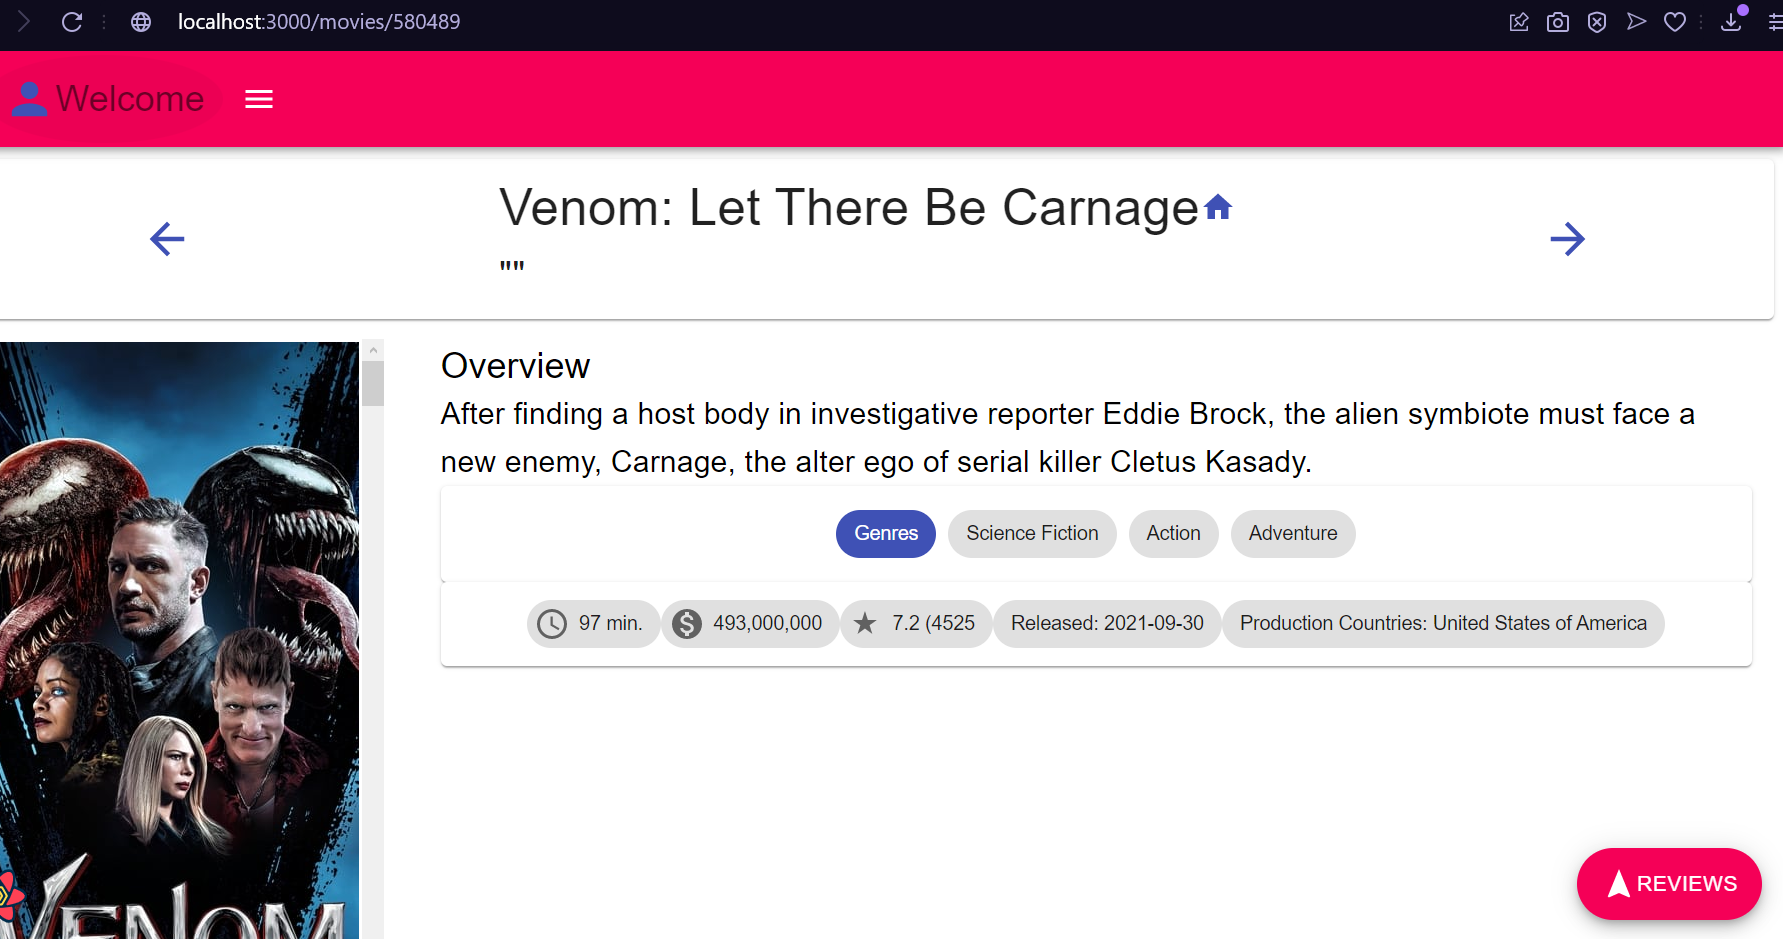 localhost:3000/movies/580489
Welcome
Venom: Let There Be Carnage
""
Overview
After finding a host body in investigative reporter Eddie Brock, the alien symbiote must face a
new enemy, Carnage, the alter ego of serial killer Cletus Kasady.
Genres Science Fiction Action Adventure
97 min. 493,000,000 7.2 (4525 Released: 2021-09-30 Production Countries: United States of America
VENOM
REVIEWS